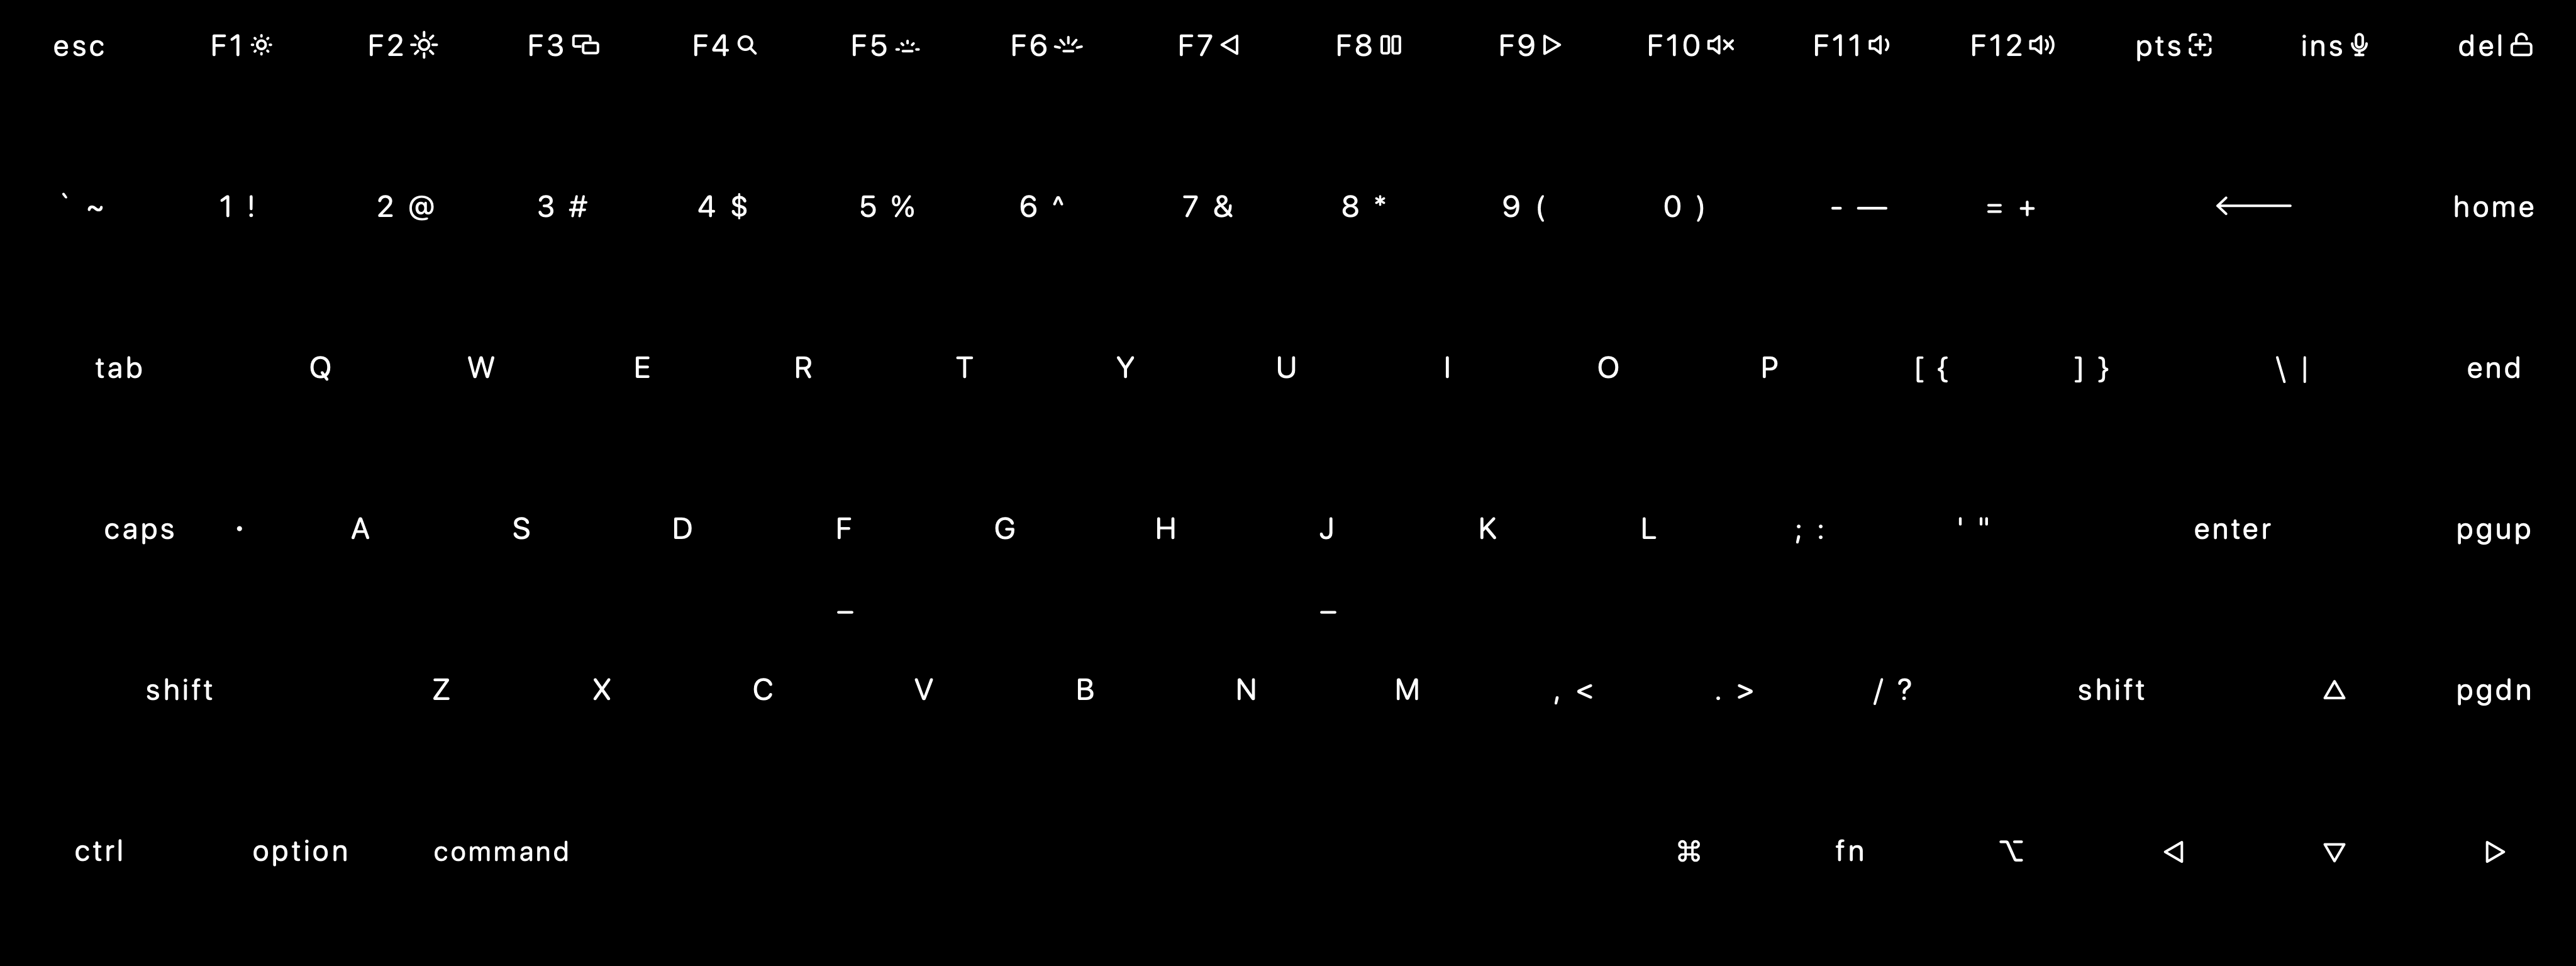 esc F1 F2 F3 F4 F5 F6 F7 F8 F9 F10 F11 F12 pts ins del
` ~ 1 ! 2 @ 3 # 4 $ 5 % 6 ^ 7 & 8 * 9 ( 0 ) - — = + ← home
tab Q W E R T Y U I O P [ { ] } \ | end
caps · A S D F G H J K L ; : ' " enter pgup
shift Z X C V B N M , < . > / ? shift △ pgdn
ctrl option command ⌘ fn ⌥ ◁ ▽ ▷